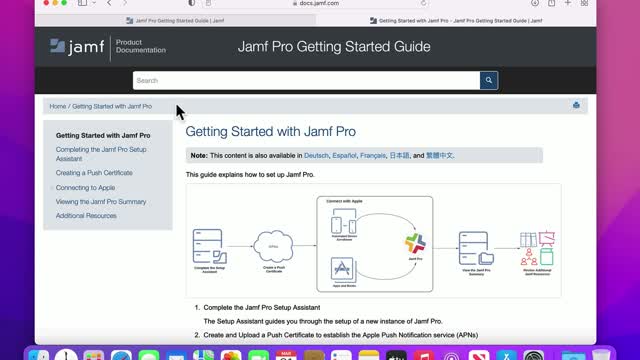 docs.jamf.com
Jamf Pro Getting Started Guide | Jamf
Getting Started with Jamf Pro - Jamf Pro Getting Started Guide | Jamf
jamf
Product
Documentation
Jamf Pro Getting Started Guide
Search
Home / Getting Started with Jamf Pro
Getting Started with Jamf Pro
Completing the Jamf Pro Setup
Assistant
Creating a Push Certificate
Connecting to Apple
Viewing the Jamf Pro Summary
Additional Resources
Getting Started with Jamf Pro
Note: This content is also available in Deutsch, Español, Français, 日本語, and 繁體中文.
This guide explains how to set up Jamf Pro.
Connect with Apple
Automated Device
Enrollment
APNs
Complete the Setup
Assistant
Create a Push
Certificate
Apps and Books
Jamf Pro
View the Jamf Pro
Summary
Review Additional
Jamf Resources
1. Complete the Jamf Pro Setup Assistant
The Setup Assistant guides you through the setup of a new instance of Jamf Pro.
2. Create and Upload a Push Certificate to establish the Apple Push Notification service (APNs)
MAR
tv